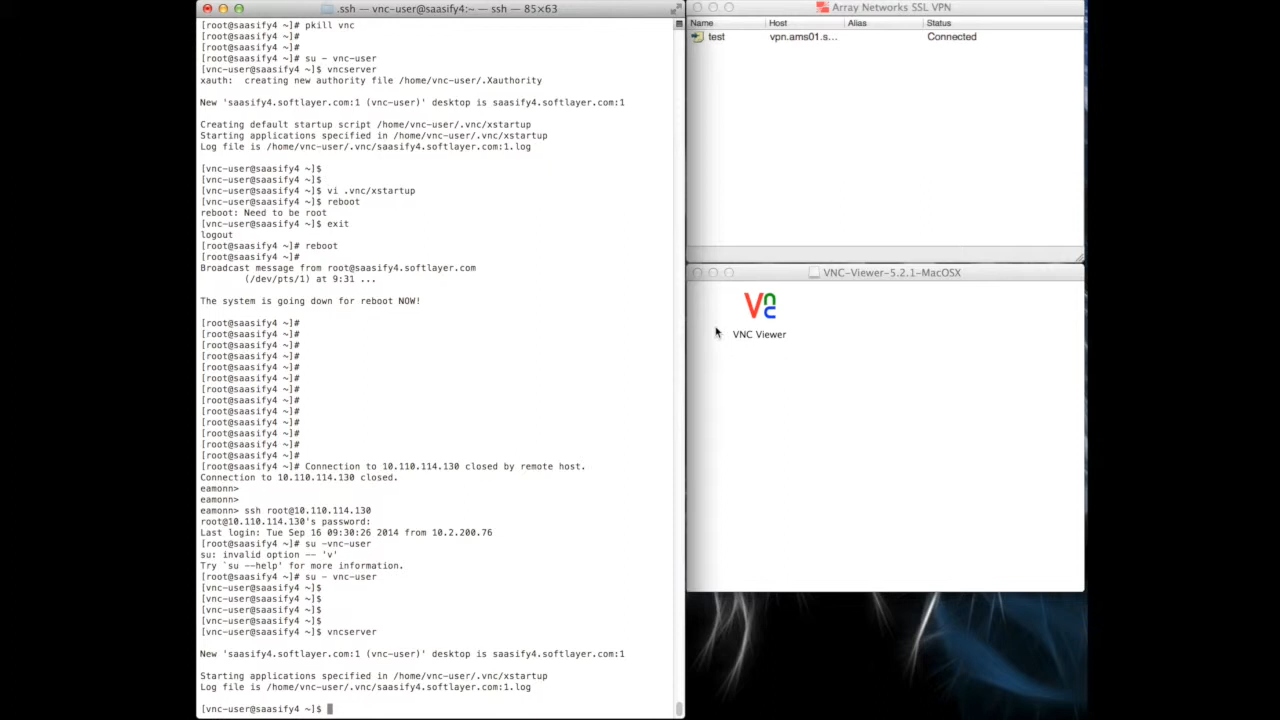 .ssh — vnc-user@saasify4:~ — ssh — 85×63
[root@saasify4 ~]# pkill vnc
[root@saasify4 ~]#
[root@saasify4 ~]#
[root@saasify4 ~]# su - vnc-user
[vnc-user@saasify4 ~]$ vncserver
xauth:  creating new authority file /home/vnc-user/.Xauthority
New 'saasify4.softlayer.com:1 (vnc-user)' desktop is saasify4.softlayer.com:1
Creating default startup script /home/vnc-user/.vnc/xstartup
Starting applications specified in /home/vnc-user/.vnc/xstartup
Log file is /home/vnc-user/.vnc/saasify4.softlayer.com:1.log
[vnc-user@saasify4 ~]$
[vnc-user@saasify4 ~]$
[vnc-user@saasify4 ~]$ vi .vnc/xstartup
[vnc-user@saasify4 ~]$ reboot
reboot: Need to be root
[vnc-user@saasify4 ~]$ exit
logout
[root@saasify4 ~]# reboot
[root@saasify4 ~]#
Broadcast message from root@saasify4.softlayer.com
(/dev/pts/1) at 9:31 ...
The system is going down for reboot NOW!
[root@saasify4 ~]#
[root@saasify4 ~]#
[root@saasify4 ~]#
[root@saasify4 ~]#
[root@saasify4 ~]#
[root@saasify4 ~]#
[root@saasify4 ~]#
[root@saasify4 ~]#
[root@saasify4 ~]#
[root@saasify4 ~]#
[root@saasify4 ~]#
[root@saasify4 ~]#
[root@saasify4 ~]#
[root@saasify4 ~]# Connection to 10.110.114.130 closed by remote host.
Connection to 10.110.114.130 closed.
eamonn>
eamonn>
eamonn> ssh root@10.110.114.130
root@10.110.114.130's password:
Last login: Tue Sep 16 09:30:26 2014 from 10.2.200.76
[root@saasify4 ~]# su -vnc-user
su: invalid option -- 'v'
Try `su --help' for more information.
[root@saasify4 ~]# su - vnc-user
[vnc-user@saasify4 ~]$
[vnc-user@saasify4 ~]$
[vnc-user@saasify4 ~]$
[vnc-user@saasify4 ~]$
[vnc-user@saasify4 ~]$ vncserver
New 'saasify4.softlayer.com:1 (vnc-user)' desktop is saasify4.softlayer.com:1
Starting applications specified in /home/vnc-user/.vnc/xstartup
Log file is /home/vnc-user/.vnc/saasify4.softlayer.com:1.log
[vnc-user@saasify4 ~]$
Array Networks SSL VPN
Name Host Alias Status
test vpn.ams01.s... Connected
VNC-Viewer-5.2.1-MacOSX
Vnc
VNC Viewer